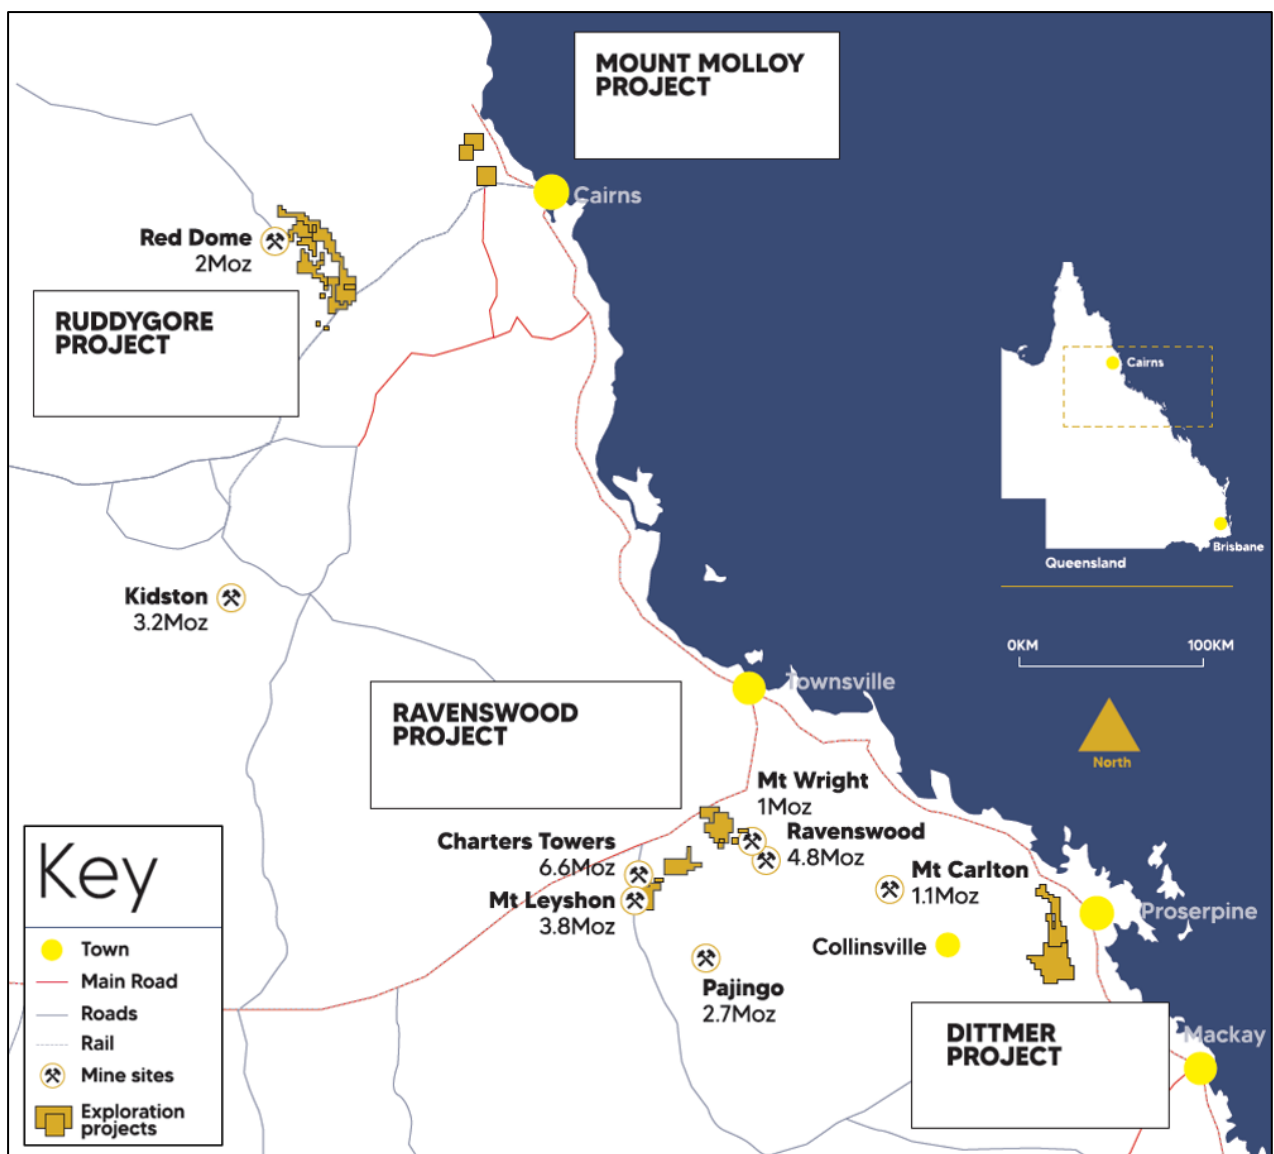 MOUNT MOLLOY
PROJECT
Cairns
Red Dome
2Moz
RUDDYGORE
PROJECT
Cairns
Brisbane
Queensland
Kidston
3.2Moz
0KM 100KM
Townsville
RAVENSWOOD
PROJECT
North
Mt Wright
1Moz
Ravenswood
4.8Moz
Charters Towers
6.6Moz
Mt Leyshon
3.8Moz
Mt Carlton
1.1Moz
Proserpine
Collinsville
Pajingo
2.7Moz
DITTMER
PROJECT
Mackay
Key
Town
Main Road
Roads
Rail
Mine sites
Exploration
projects